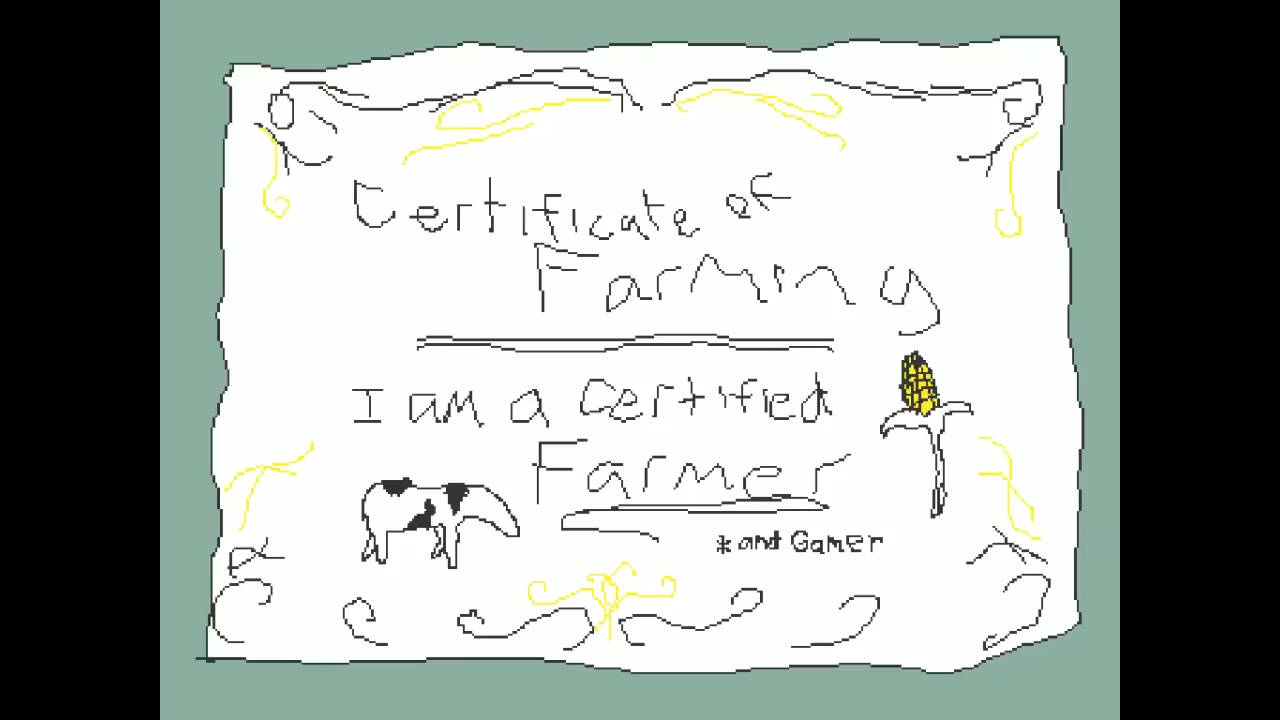 Certificate of
Farming
I am a Certified
Farmer
*and Gamer